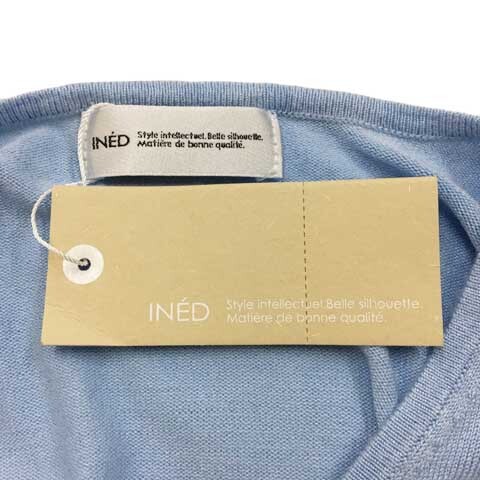 INÉD Style intellectuel. Belle silhouette.
Matière de bonne qualité.
INÉD Style intellectuel. Belle silhouette.
Matière de bonne qualité.